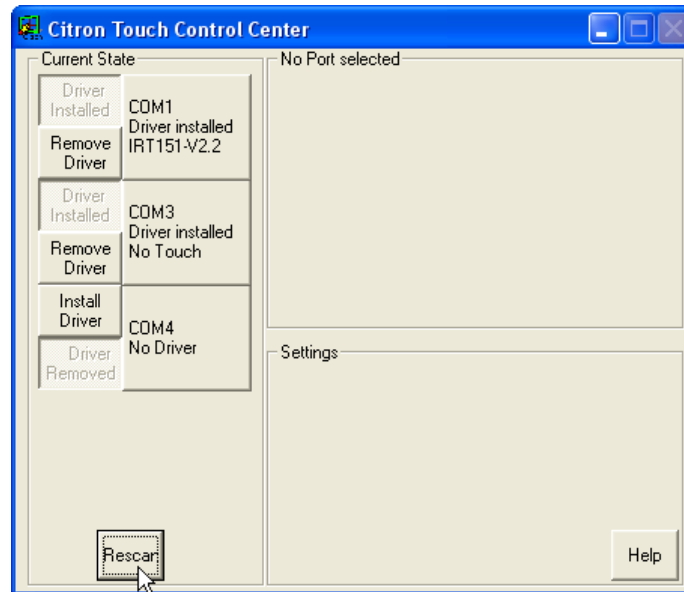 Citron Touch Control Center
Current State
Driver
Installed
Remove
Driver
COM1
Driver installed
IRT151-V2.2
Driver
Installed
Remove
Driver
COM3
Driver installed
No Touch
Install
Driver
Driver
Removed
COM4
No Driver
Rescan
No Port selected
Settings
Help